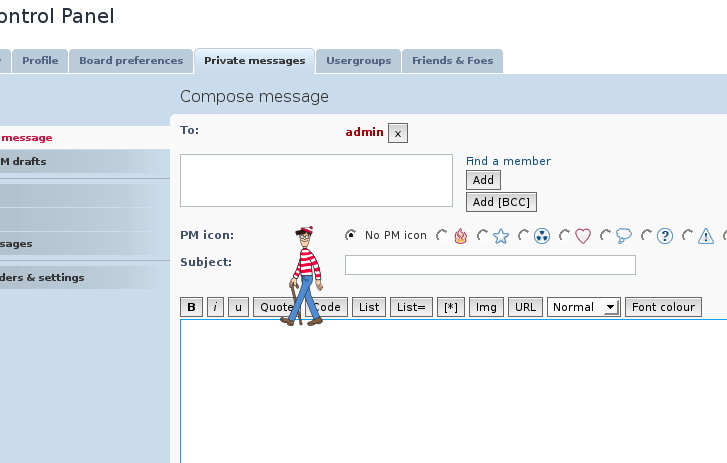 ontrol Panel
Profile
Board preferences
Private messages
Usergroups
Friends & Foes
Compose message
message
M drafts
sages
ders & settings
To:
admin x
Find a member
Add
Add [BCC]
PM icon:
No PM icon
Subject:
B i u Quote Code List List= [*] Img URL Normal Font colour